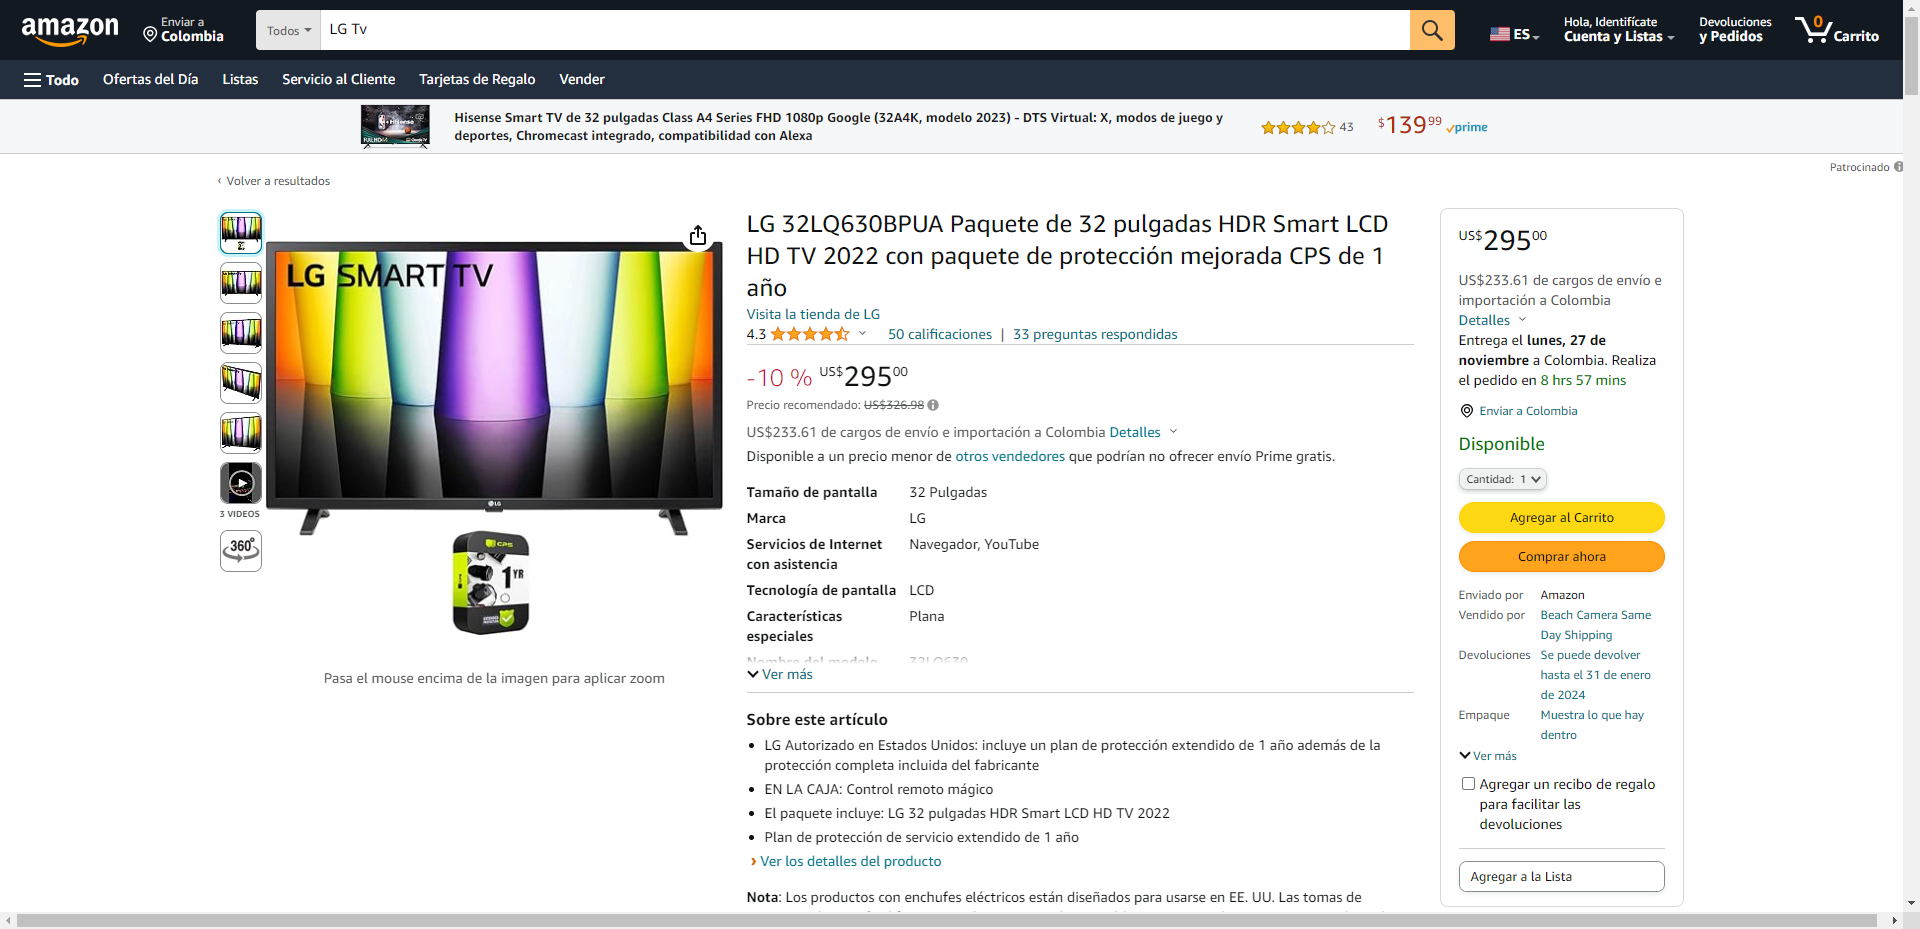 amazon
Enviar a
Colombia
Todos
LG Tv
ES
Hola, Identifícate
Cuenta y Listas
Devoluciones
y Pedidos
0
Carrito
Todo
Ofertas del Día
Listas
Servicio al Cliente
Tarjetas de Regalo
Vender
Hisense Smart TV de 32 pulgadas Class A4 Series FHD 1080p Google (32A4K, modelo 2023) - DTS Virtual: X, modos de juego y
deportes, Chromecast integrado, compatibilidad con Alexa
43
$139 99
prime
Patrocinado
‹ Volver a resultados
LG SMART TV
LG
CPS
1 YR
3 VIDEOS
360°
Pasa el mouse encima de la imagen para aplicar zoom
LG 32LQ630BPUA Paquete de 32 pulgadas HDR Smart LCD
HD TV 2022 con paquete de protección mejorada CPS de 1
año
Visita la tienda de LG
4.3
50 calificaciones | 33 preguntas respondidas
-10 % US$295 00
Precio recomendado: US$326.98
US$233.61 de cargos de envío e importación a Colombia Detalles
Disponible a un precio menor de otros vendedores que podrían no ofrecer envío Prime gratis.
Tamaño de pantalla 32 Pulgadas
Marca LG
Servicios de Internet Navegador, YouTube
con asistencia
Tecnología de pantalla LCD
Características Plana
especiales
Nombre del modelo 32LQ630
Ver más
Sobre este artículo
• LG Autorizado en Estados Unidos: incluye un plan de protección extendido de 1 año además de la
protección completa incluida del fabricante
• EN LA CAJA: Control remoto mágico
• El paquete incluye: LG 32 pulgadas HDR Smart LCD HD TV 2022
• Plan de protección de servicio extendido de 1 año
› Ver los detalles del producto
Nota: Los productos con enchufes eléctricos están diseñados para usarse en EE. UU. Las tomas de
US$295 00
US$233.61 de cargos de envío e
importación a Colombia
Detalles
Entrega el lunes, 27 de
noviembre a Colombia. Realiza
el pedido en 8 hrs 57 mins
Enviar a Colombia
Disponible
Cantidad: 1
Agregar al Carrito
Comprar ahora
Enviado por Amazon
Vendido por Beach Camera Same
Day Shipping
Devoluciones Se puede devolver
hasta el 31 de enero
de 2024
Empaque Muestra lo que hay
dentro
Ver más
Agregar un recibo de regalo
para facilitar las
devoluciones
Agregar a la Lista